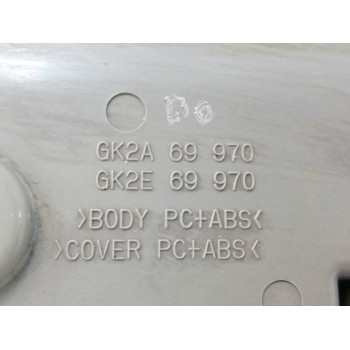 GK2A 69 970
GK2E 69 970
>BODY PC+ABS<
>COVER PC+ABS<